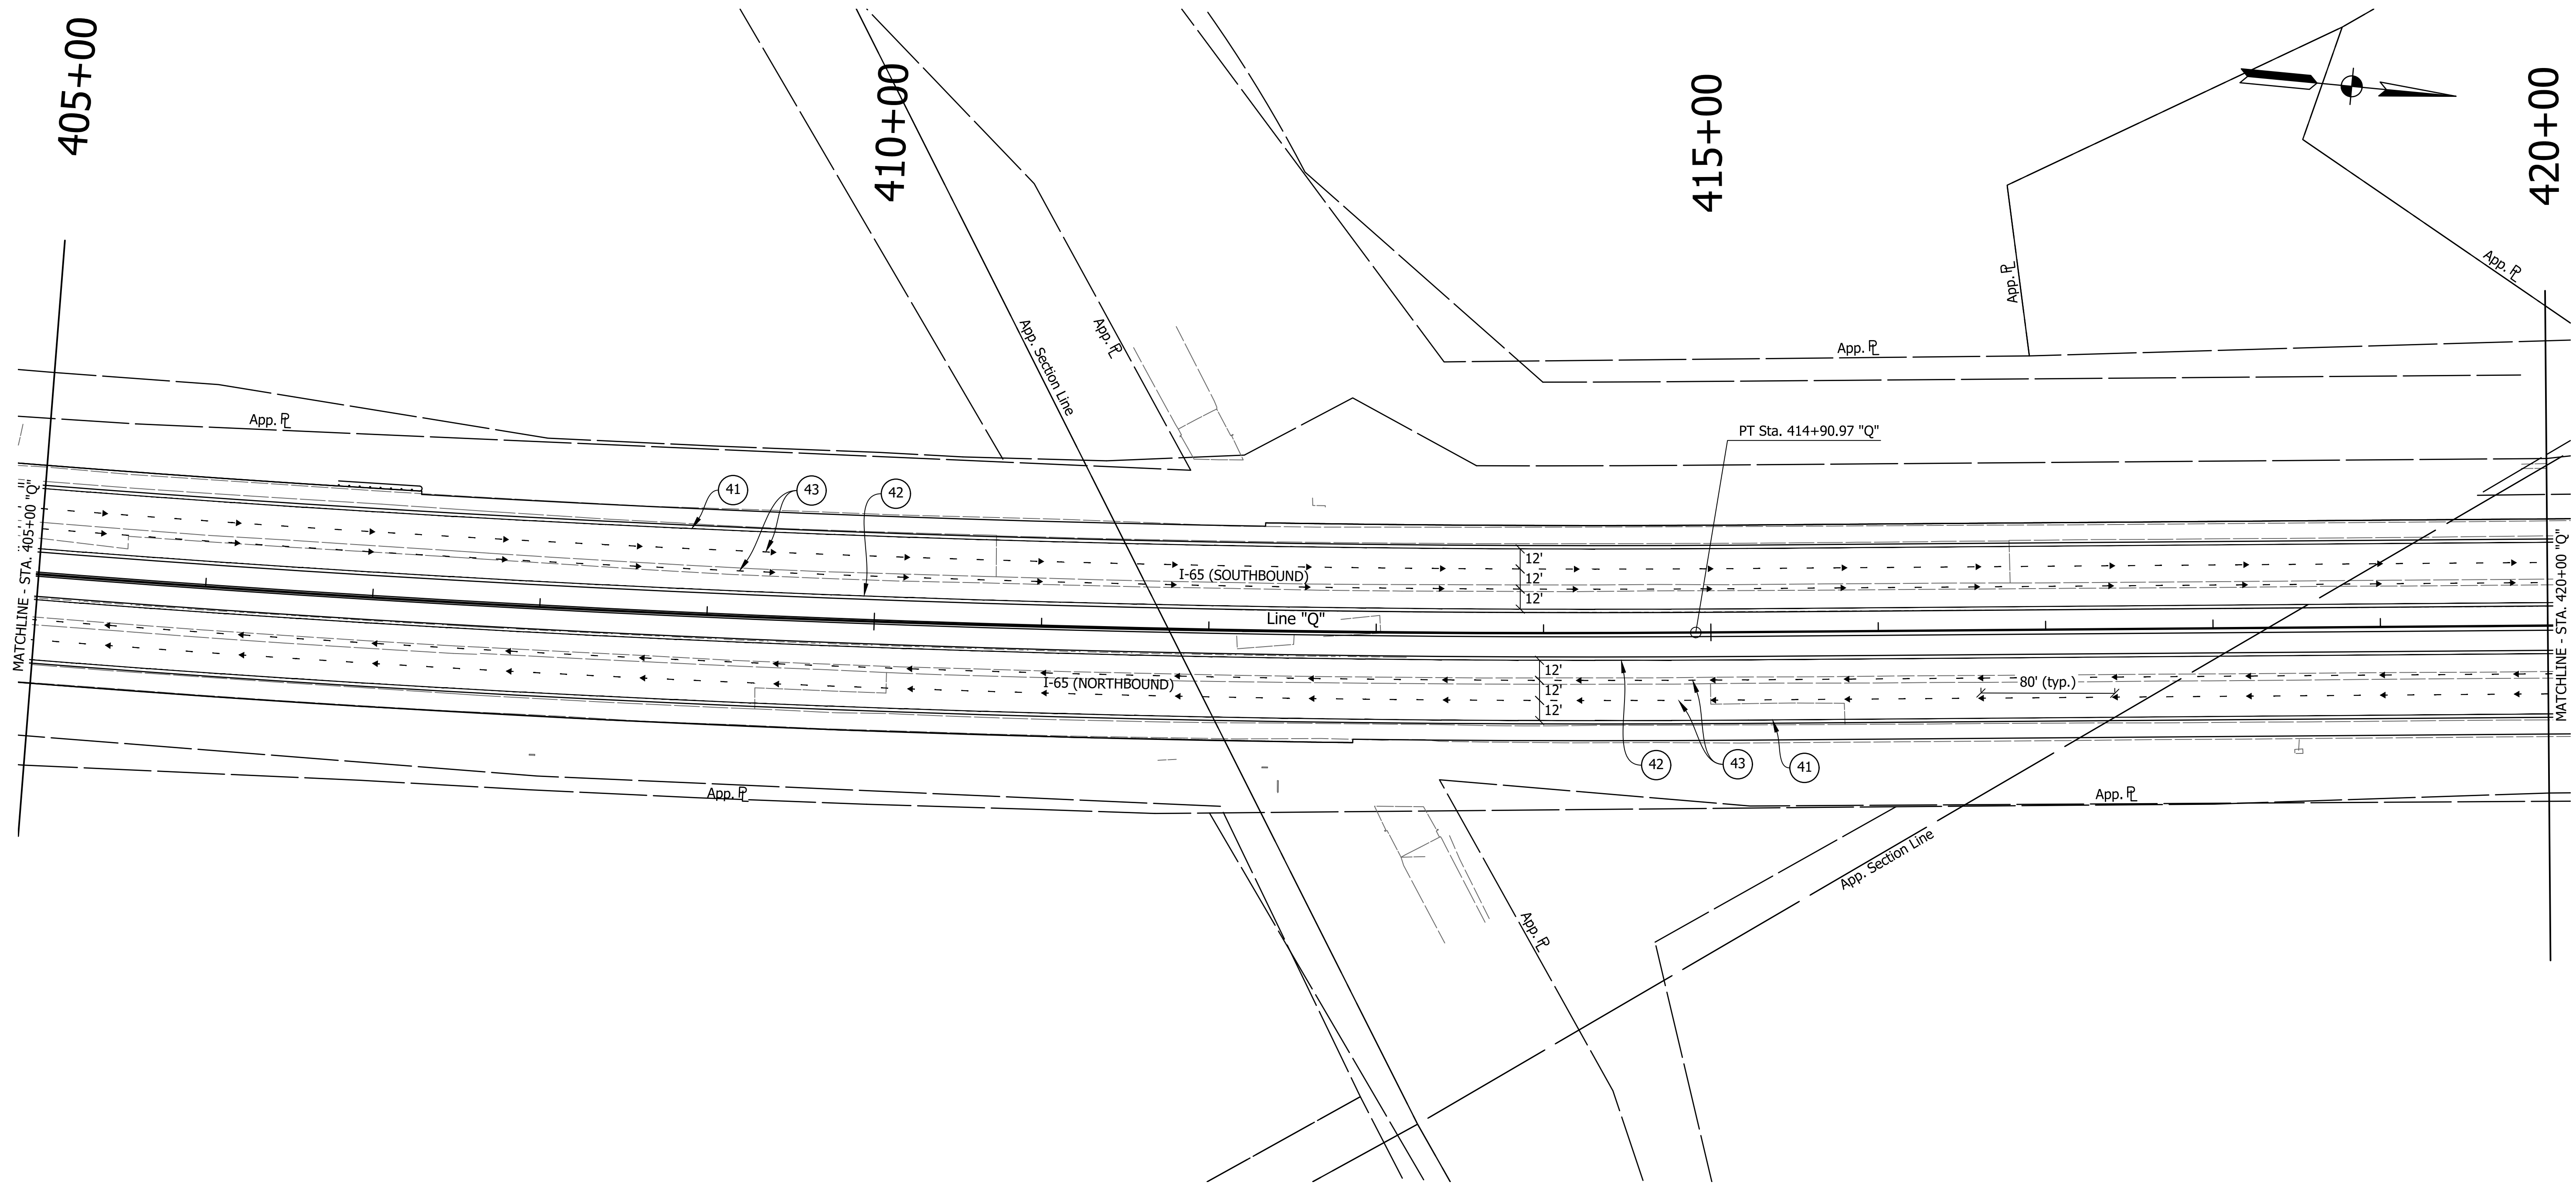 405+00
410+00
415+00
420+00
App. PL
App. PL
App. PL
App. PL
App. PL
App. Section Line
MATCHLINE - STA. 405+00 "Q"
MATCHLINE - STA. 420+00 "Q"
PT Sta. 414+90.97 "Q"
41
43
42
I-65 (SOUTHBOUND)
12'
12'
12'
Line "Q"
I-65 (NORTHBOUND)
12'
12'
12'
80' (typ.)
42
43
41
App. PL
App. PL
App. PL
App. Section Line